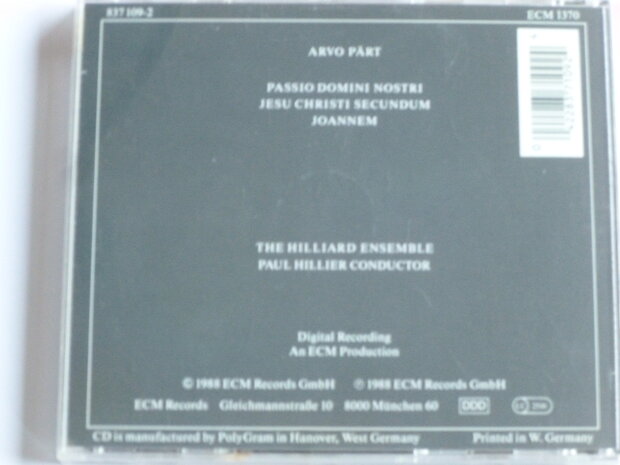 837 109-2 ECM 1370
ARVO PÄRT
PASSIO DOMINI NOSTRI
JESU CHRISTI SECUNDUM
JOANNEM
THE HILLIARD ENSEMBLE
PAUL HILLIER CONDUCTOR
Digital Recording
An ECM Production
© 1988 ECM Records GmbH ℗ 1988 ECM Records GmbH
ECM Records Gleichmannstraße 10 8000 München 60 DDD LC
CD is manufactured by PolyGram in Hanover, West Germany Printed in W. Germany